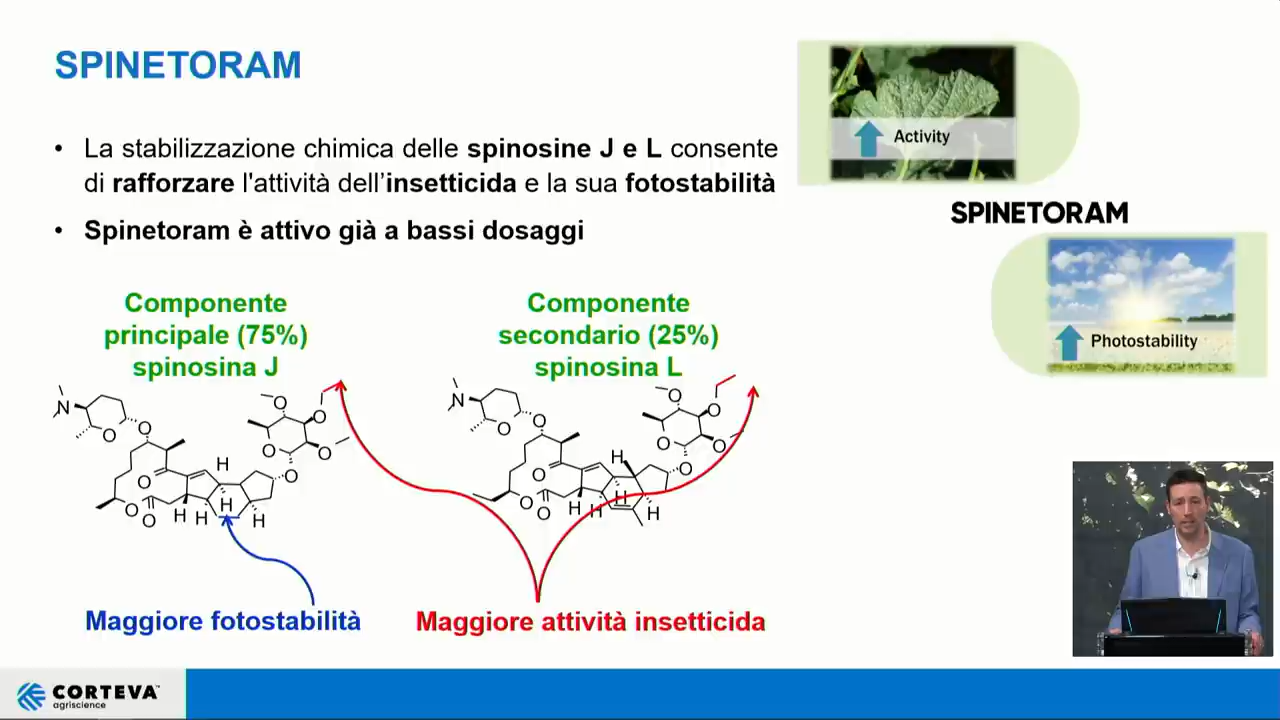 SPINETORAM
• La stabilizzazione chimica delle spinosine J e L consente
di rafforzare l'attività dell’insetticida e la sua fotostabilità
• Spinetoram è attivo già a bassi dosaggi
Activity
SPINETORAM
Photostability
Componente
principale (75%)
spinosina J
Componente
secondario (25%)
spinosina L
N
O
O
O
O
O
O
O
O
O
O
H
H
H
H
H
N
O
O
O
O
O
O
O
O
O
O
H
H
H
H
H
Maggiore fotostabilità
Maggiore attività insetticida
CORTEVA™
agriscience